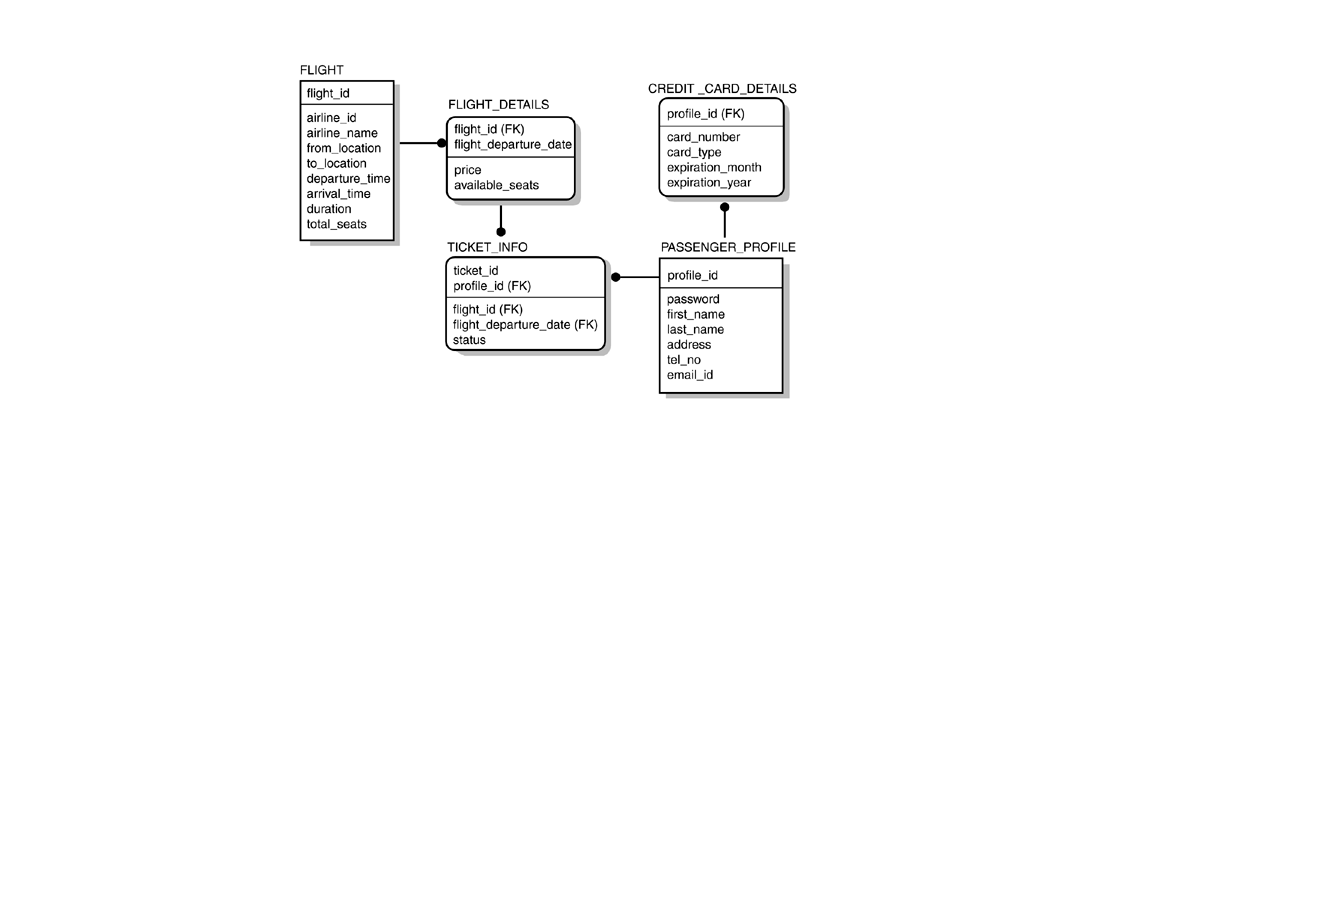 FLIGHT
flight_id
airline_id
airline_name
from_location
to_location
departure_time
arrival_time
duration
total_seats
FLIGHT_DETAILS
flight_id (FK)
flight_departure_date
price
available_seats
TICKET_INFO
ticket_id
profile_id (FK)
flight_id (FK)
flight_departure_date (FK)
status
CREDIT _CARD_DETAILS
profile_id (FK)
card_number
card_type
expiration_month
expiration_year
PASSENGER_PROFILE
profile_id
password
first_name
last_name
address
tel_no
email_id